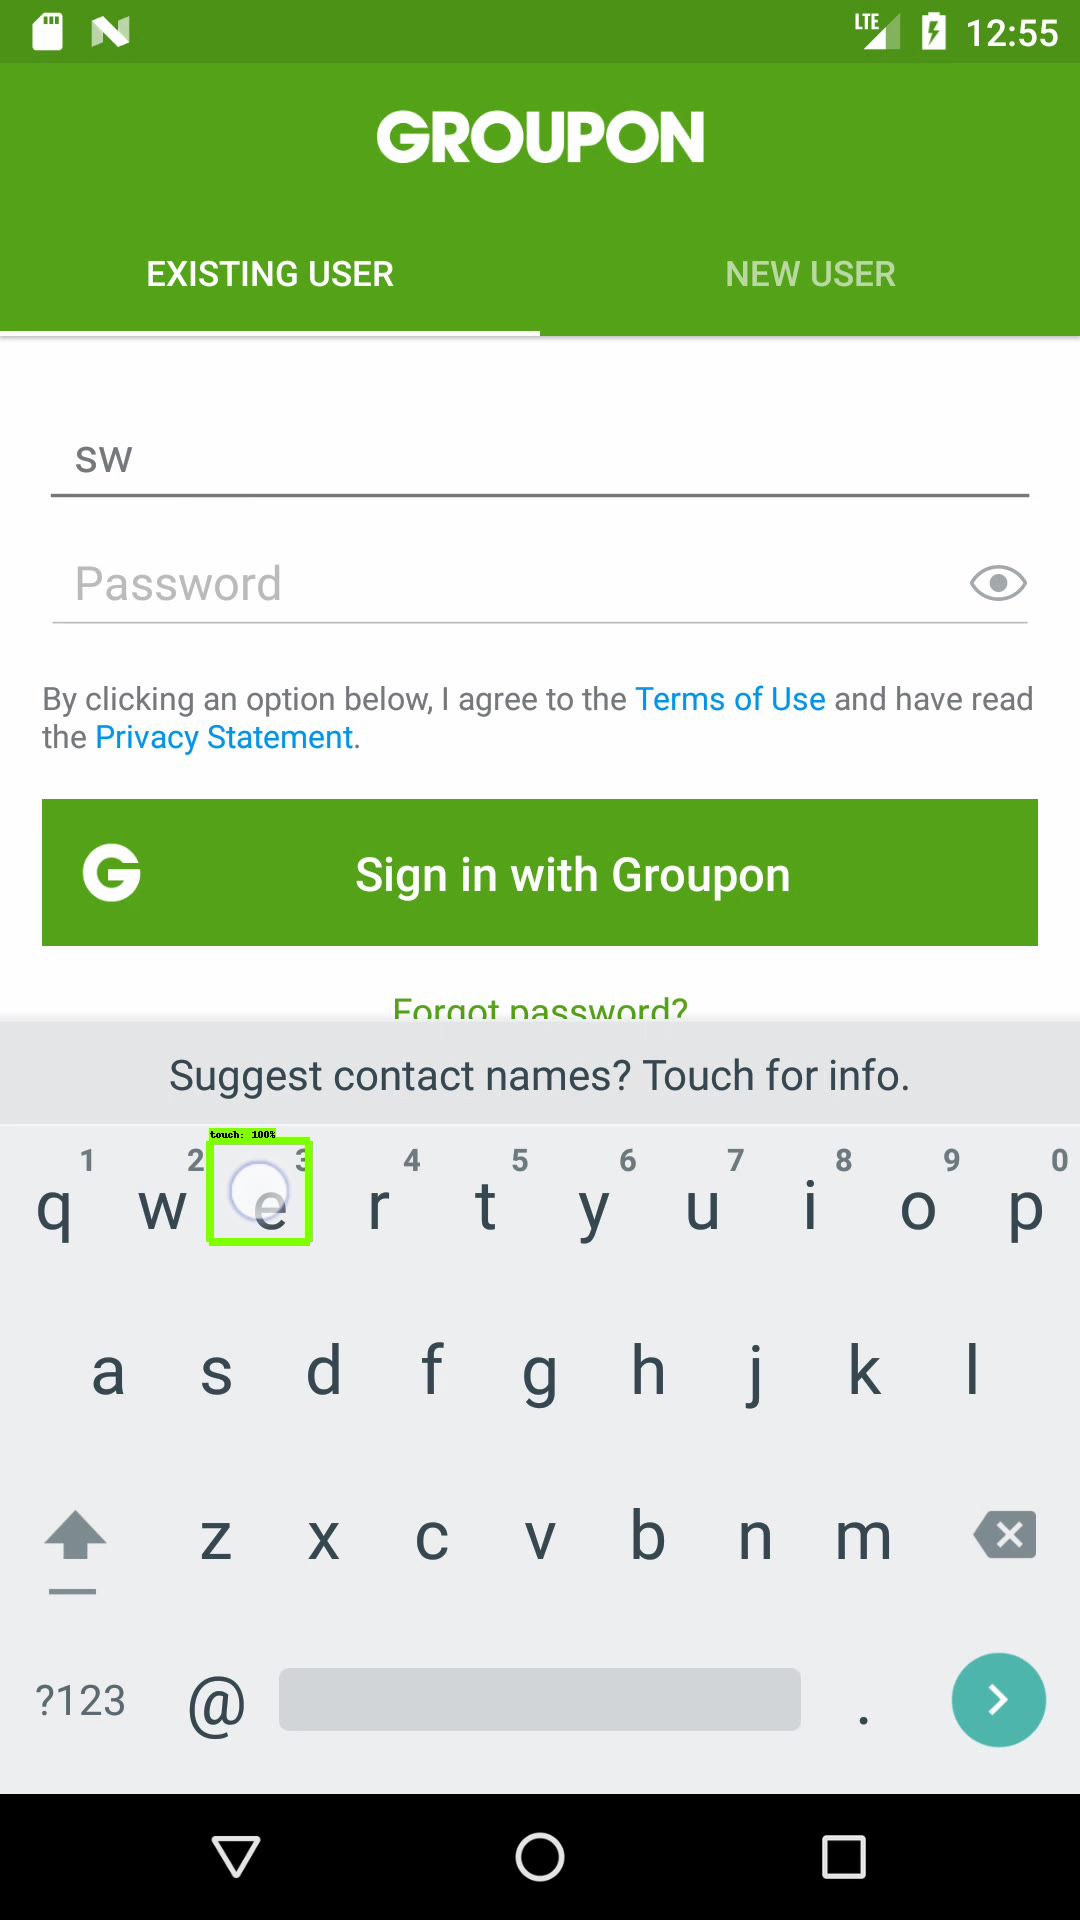 LTE 12:55
GROUPON
EXISTING USER NEW USER
sw
Password
By clicking an option below, I agree to the Terms of Use and have read
the Privacy Statement.
G Sign in with Groupon
Forgot password?
Suggest contact names? Touch for info.
touch: 100%
1 2 3 4 5 6 7 8 9 0
q w e r t y u i o p
a s d f g h j k l
z x c v b n m
?123 @ .